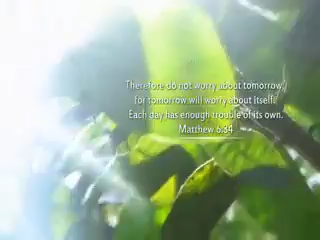 Therefore do not worry about tomorrow,
for tomorrow will worry about itself.
Each day has enough trouble of its own.
Matthew 6:34